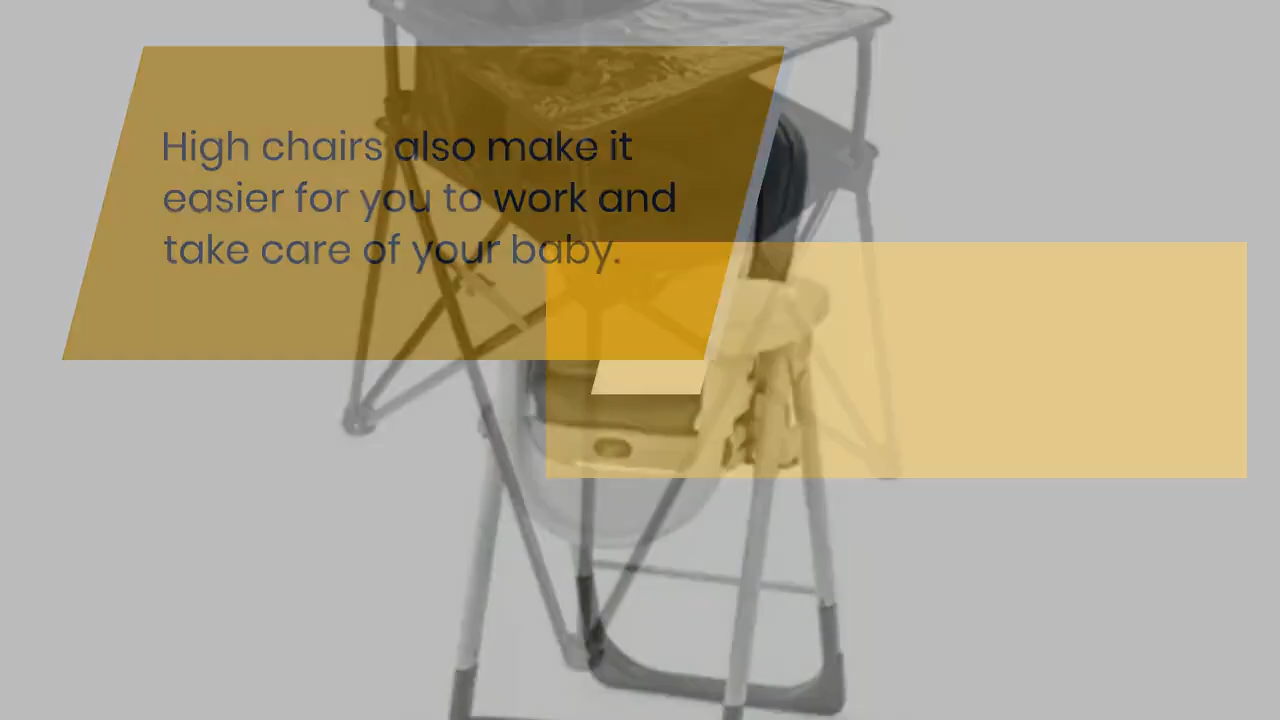 High chairs also make it
easier for you to work and
take care of your baby.